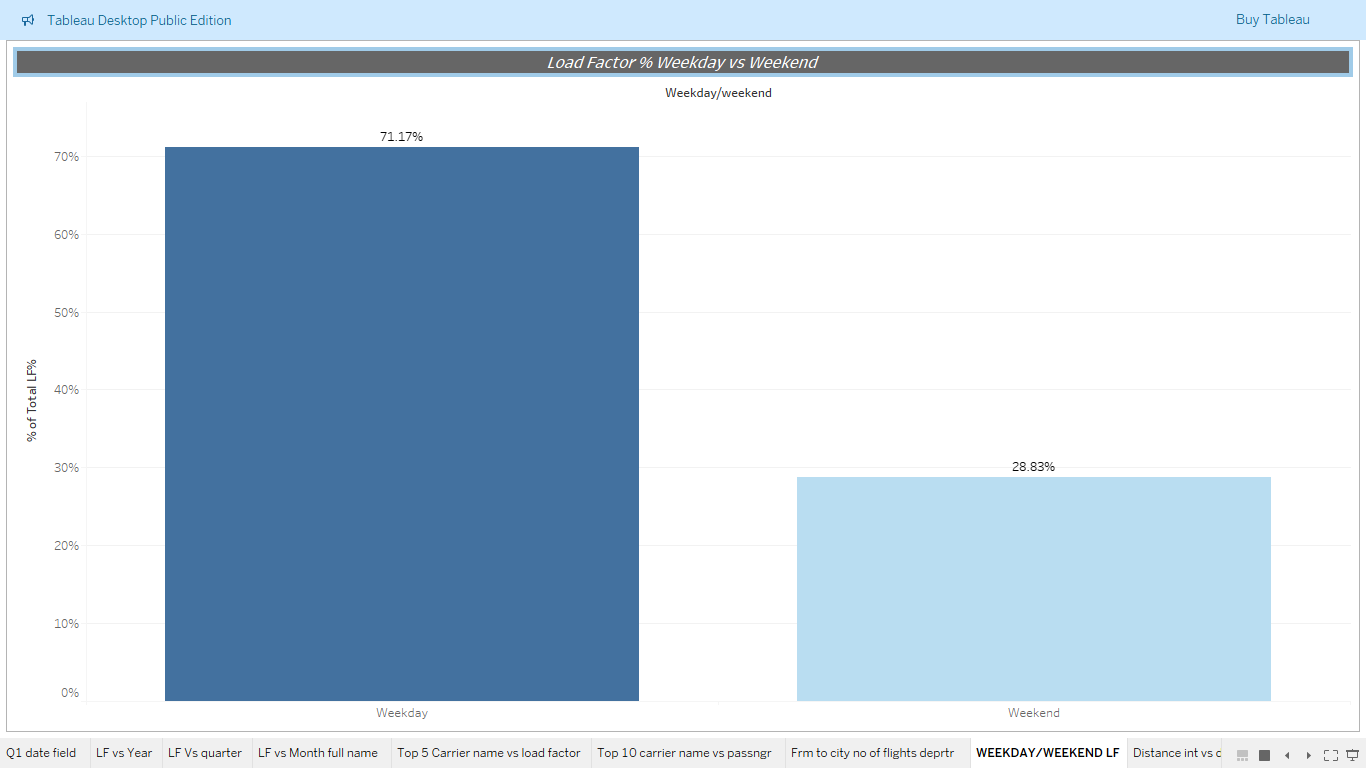 Tableau Desktop Public Edition
Buy Tableau
Load Factor % Weekday vs Weekend
Weekday/weekend
71.17%
70%
60%
50%
40%
30%
20%
10%
0%
% of Total LF%
28.83%
Weekday
Weekend
Q1 date field
LF vs Year
LF Vs quarter
LF vs Month full name
Top 5 Carrier name vs load factor
Top 10 carrier name vs passngr
Frm to city no of flights deprtr
WEEKDAY/WEEKEND LF
Distance int vs